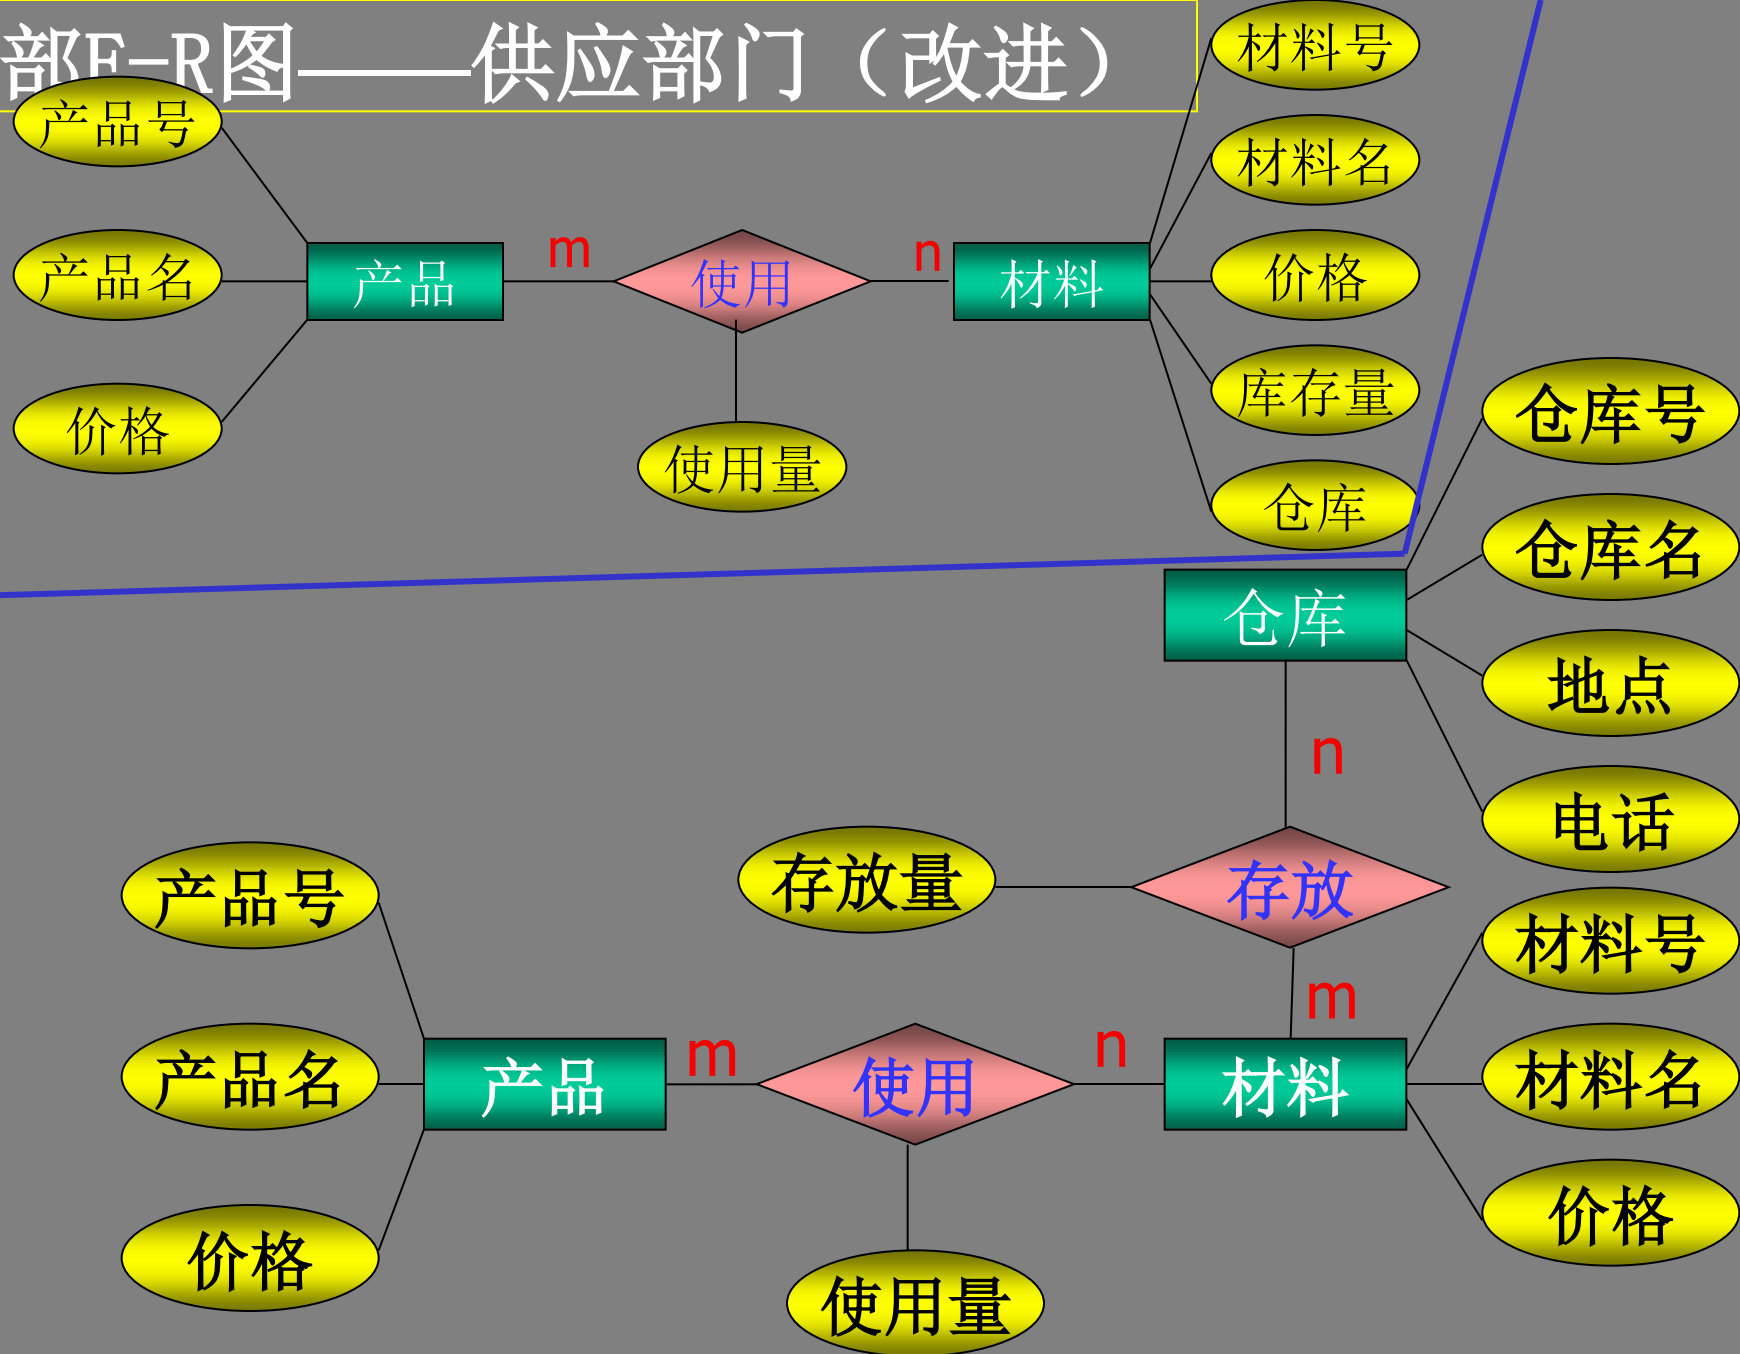 部E-R图——供应部门（改进）
产品号
产品名
价格
产品
m
使用
n
材料
使用量
材料号
材料名
价格
库存量
仓库
仓库
仓库号
仓库名
地点
电话
n
存放量
存放
m
产品号
产品名
价格
产品
m
使用
n
材料
使用量
材料号
材料名
价格